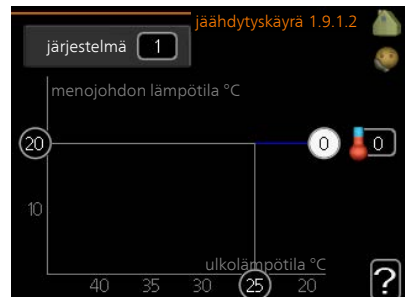 jäähdytyskäyrä 1.9.1.2
järjestelmä 1
menojohdon lämpötila °C
20
0
0
10
ulkolämpötila °C
40 35 30 25 20
?